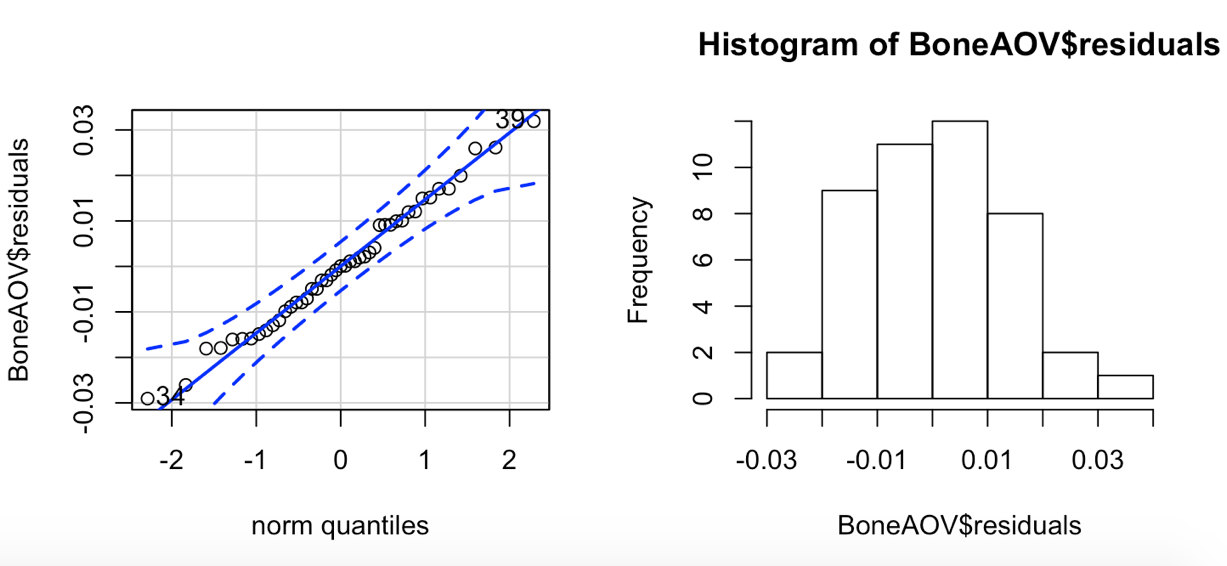 Histogram of BoneAOV$residuals
BoneAOV$residuals
0.03
0.01
-0.01
-0.03
39
34
-2 -1 0 1 2
norm quantiles
Frequency
10
8
6
4
2
0
-0.03 -0.01 0.01 0.03
BoneAOV$residuals